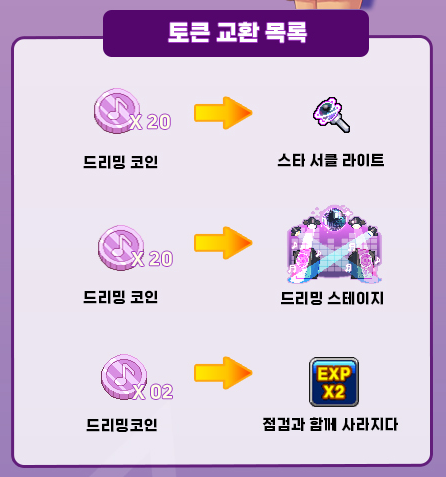 토큰 교환 목록
X 20
드리밍 코인
스타 서클 라이트
X 20
드리밍 코인
드리밍 스테이지
X 02
EXP
X2
드리밍코인
점검과 함께 사라지다